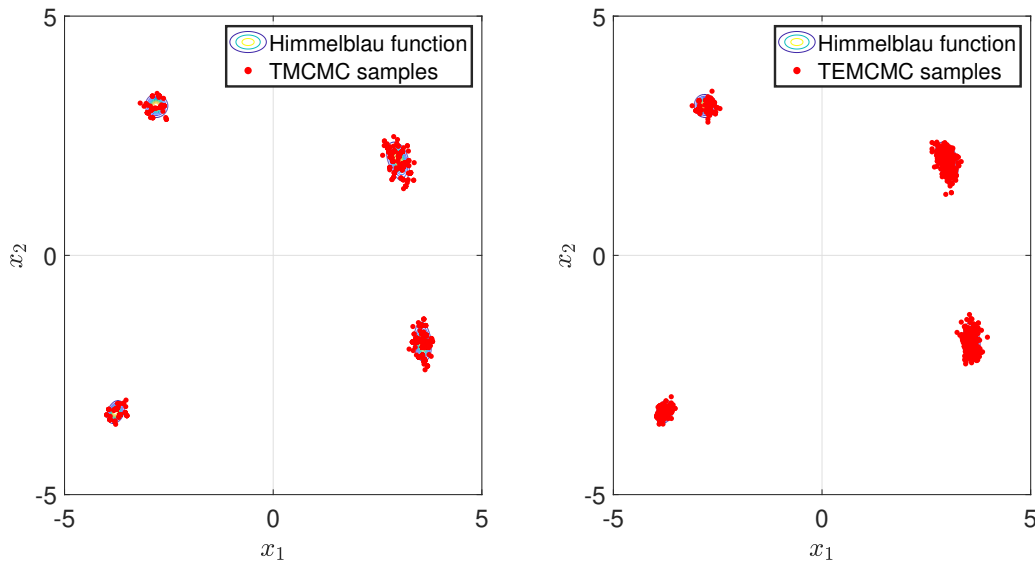 5
0
-5
-5
0
5
x₁
x₂
Himmelblau function
TMCMC samples
5
0
-5
-5
0
5
x₁
x₂
Himmelblau function
TEMCMC samples